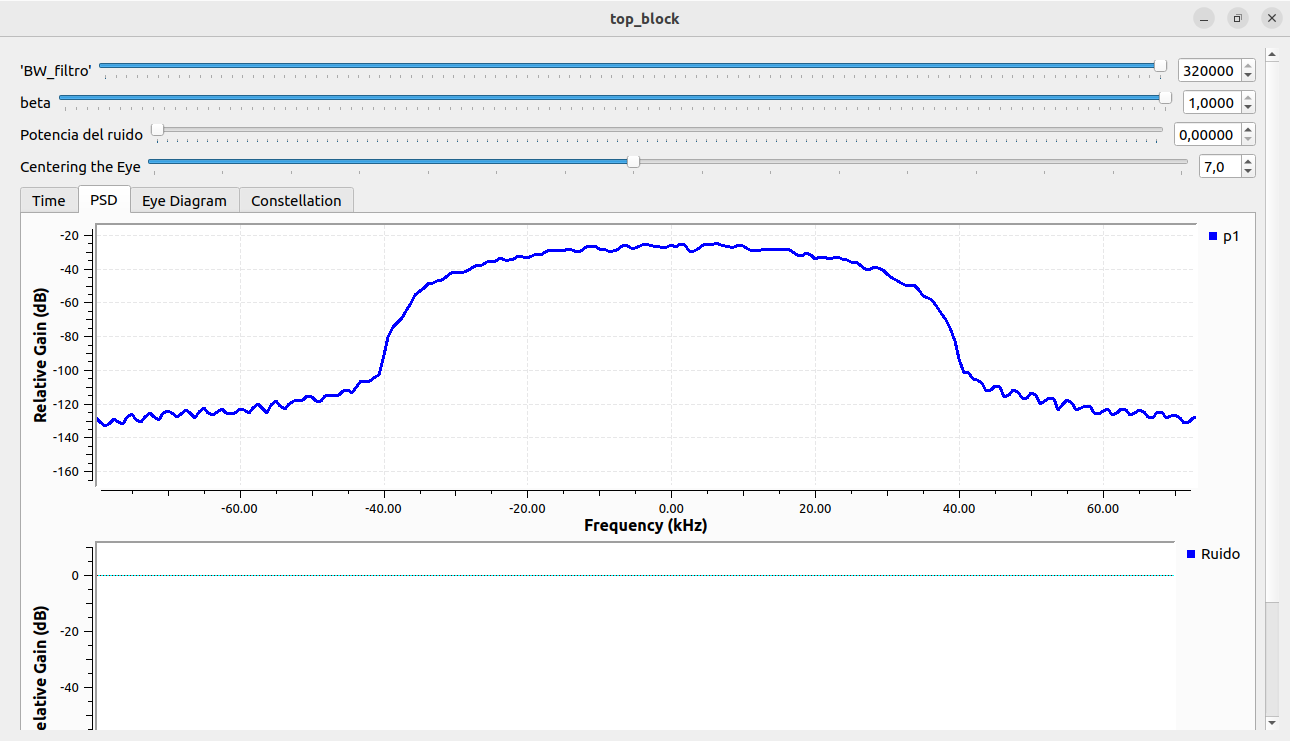 top_block
'BW_filtro' 320000
beta 1,0000
Potencia del ruido 0,00000
Centering the Eye 7,0
Time PSD Eye Diagram Constellation
p1
Relative Gain (dB)
-20
-40
-60
-80
-100
-120
-140
-160
-60.00 -40.00 -20.00 0.00 20.00 40.00 60.00
Frequency (kHz)
Ruido
elative Gain (dB)
0
-20
-40